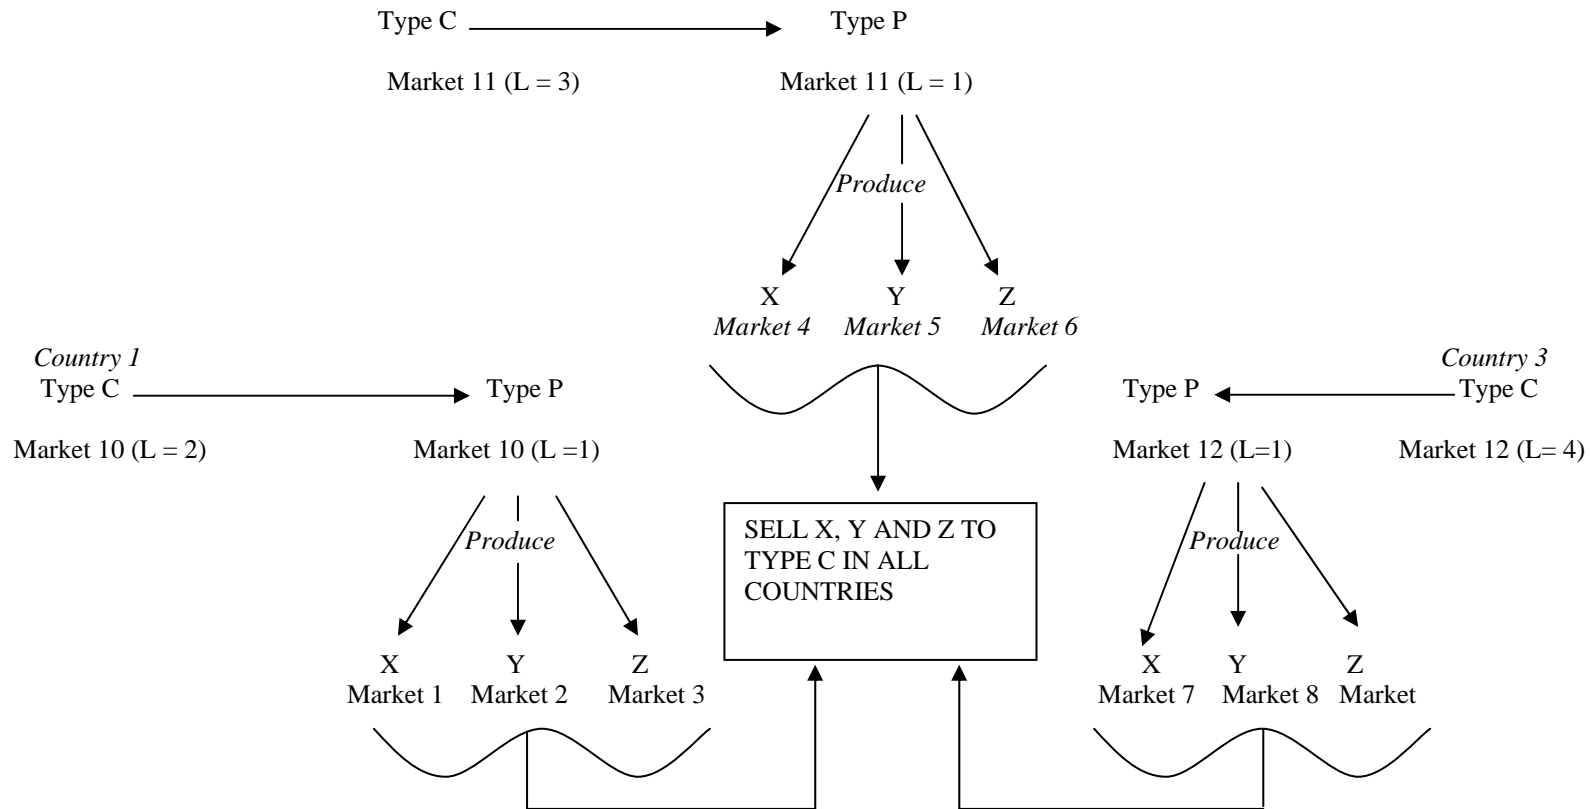 Type C Type P
Market 11 (L = 3) Market 11 (L = 1)
Produce
X Y Z
Market 4 Market 5 Market 6
Country 1 Country 3
Type C Type P Type P Type C
Market 10 (L = 2) Market 10 (L =1) Market 12 (L=1) Market 12 (L= 4)
SELL X, Y AND Z TO
TYPE C IN ALL
COUNTRIES
Produce Produce
X Y Z X Y Z
Market 1 Market 2 Market 3 Market 7 Market 8 Market